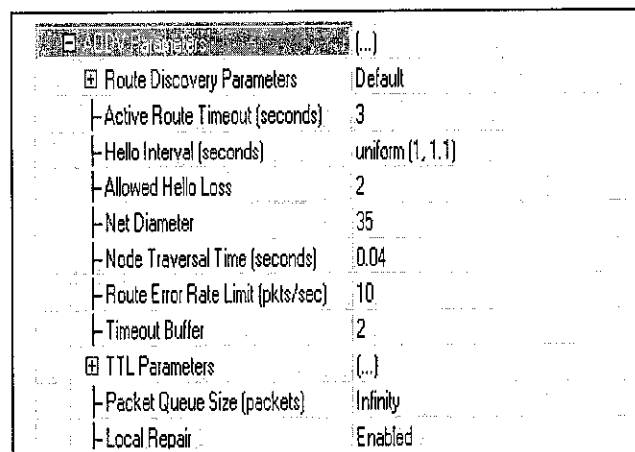 AODV Parameters (...)
Route Discovery Parameters Default
Active Route Timeout (seconds) 3
Hello Interval (seconds) uniform (1, 1.1)
Allowed Hello Loss 2
Net Diameter 35
Node Traversal Time (seconds) 0.04
Route Error Rate Limit (pkts/sec) 10
Timeout Buffer 2
TTL Parameters (...)
Packet Queue Size (packets) Infinity
Local Repair Enabled